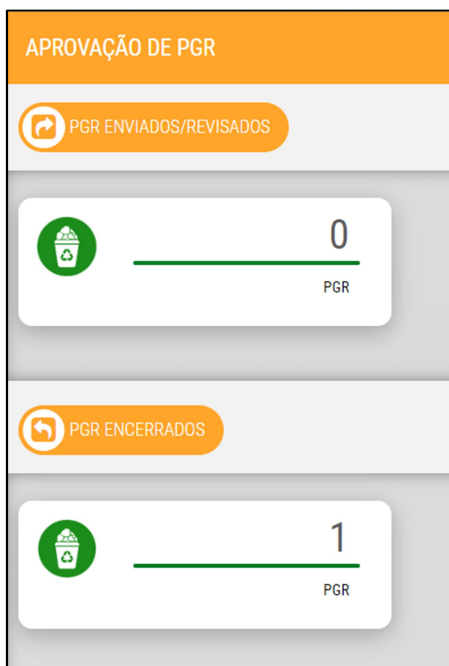 APROVAÇÃO DE PGR
PGR ENVIADOS/REVISADOS
0
PGR
PGR ENCERRADOS
1
PGR